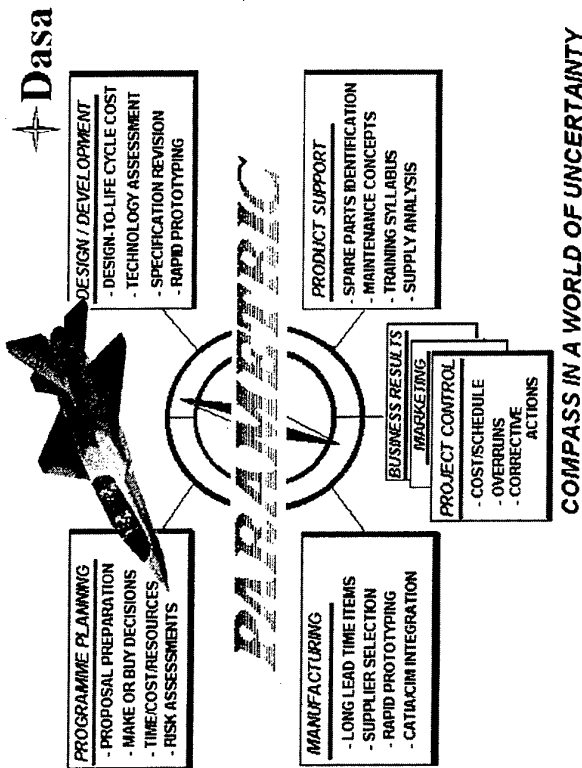 Dasa
PROGRAMME PLANNING
- PROPOSAL PREPARATION
- MAKE OR BUY DECISIONS
- TIME/COST/RESOURCES
- RISK ASSESSMENTS
DESIGN / DEVELOPMENT
- DESIGN-TO-LIFE CYCLE COST
- TECHNOLOGY ASSESSMENT
- SPECIFICATION REVISION
- RAPID PROTOTYPING
PARAMETRIC
MANUFACTURING
- LONG LEAD TIME ITEMS
- SUPPLIER SELECTION
- RAPID PROTOTYPING
- CATIA/CIM INTEGRATION
BUSINESS RESULTS
MARKETING
PROJECT CONTROL
- COST/SCHEDULE
- OVERRUNS
- CORRECTIVE
ACTIONS
PRODUCT SUPPORT
- SPARE PARTS IDENTIFICATION
- MAINTENANCE CONCEPTS
- TRAINING SYLLABUS
- SUPPLY ANALYSIS
COMPASS IN A WORLD OF UNCERTAINTY